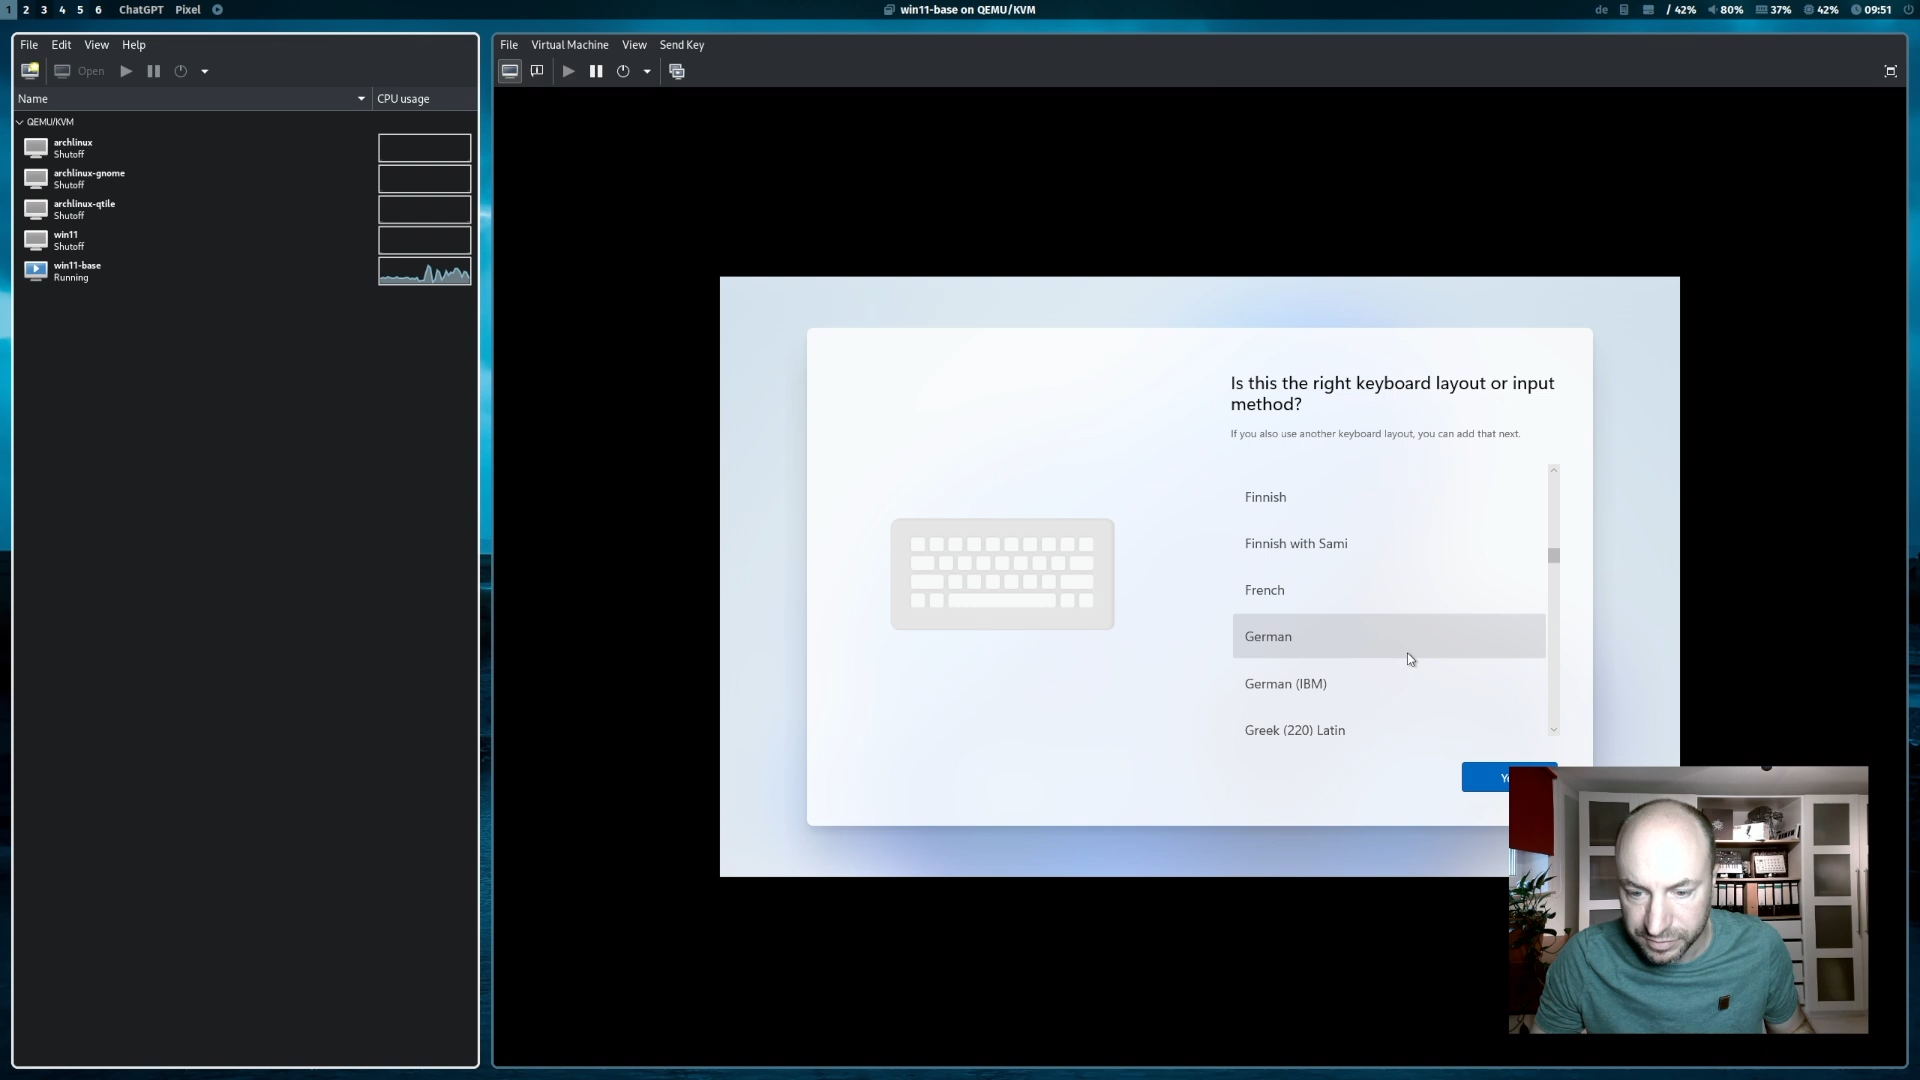 1 2 3 4 5 6 ChatGPT Pixel
win11-base on QEMU/KVM
de / 42% 80% 37% 42% 09:51
File Edit View Help
Open
Name CPU usage
QEMU/KVM
archlinux
Shutoff
archlinux-gnome
Shutoff
archlinux-qtile
Shutoff
win11
Shutoff
win11-base
Running
File Virtual Machine View Send Key
Is this the right keyboard layout or input
method?
If you also use another keyboard layout, you can add that next.
Finnish
Finnish with Sami
French
German
German (IBM)
Greek (220) Latin